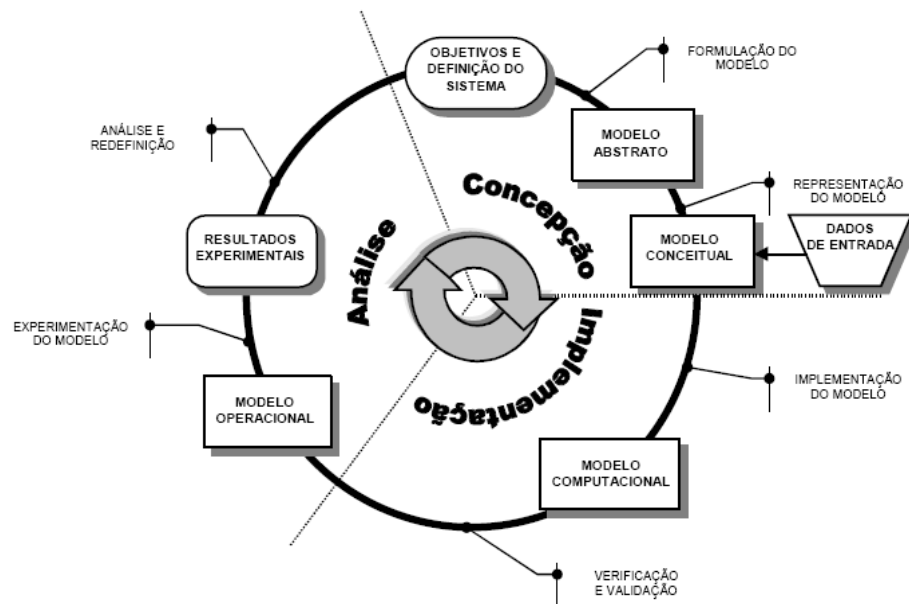 OBJETIVOS E
DEFINIÇÃO DO
SISTEMA
FORMULAÇÃO DO
MODELO
MODELO
ABSTRATO
ANÁLISE E
REDEFINIÇÃO
REPRESENTAÇÃO
DO MODELO
Concepção
RESULTADOS
EXPERIMENTAIS
MODELO
CONCEITUAL
DADOS
DE ENTRADA
Análise
EXPERIMENTAÇÃO
DO MODELO
Implementação
MODELO
OPERACIONAL
IMPLEMENTAÇÃO
DO MODELO
MODELO
COMPUTACIONAL
VERIFICAÇÃO
E VALIDAÇÃO